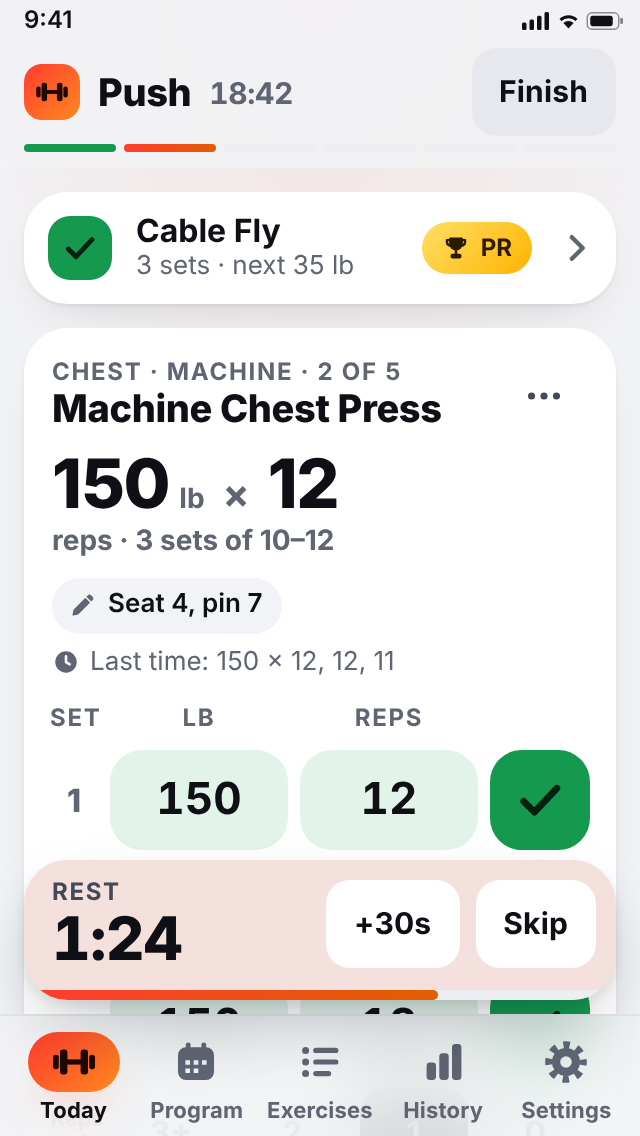 9:41
Push 18:42 Finish
Cable Fly
3 sets · next 35 lb
PR
CHEST · MACHINE · 2 OF 5
Machine Chest Press
150 lb × 12
reps · 3 sets of 10–12
Seat 4, pin 7
Last time: 150 × 12, 12, 11
SET LB REPS
1 150 12
REST
1:24
+30s Skip
Today Program Exercises History Settings